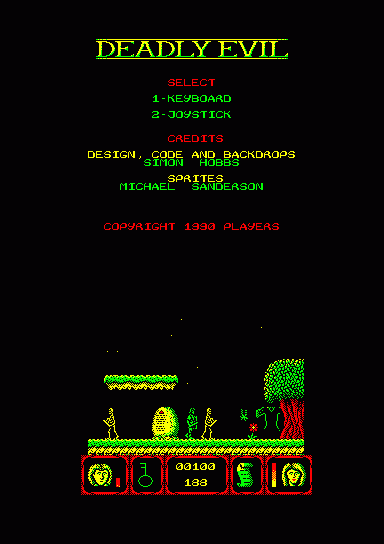 DEADLY EVIL
SELECT
1-KEYBOARD
2-JOYSTICK
CREDITS
DESIGN, CODE AND BACKDROPS
SIMON HOBBS
SPRITES
MICHAEL SANDERSON
COPYRIGHT 1990 PLAYERS
00100
188